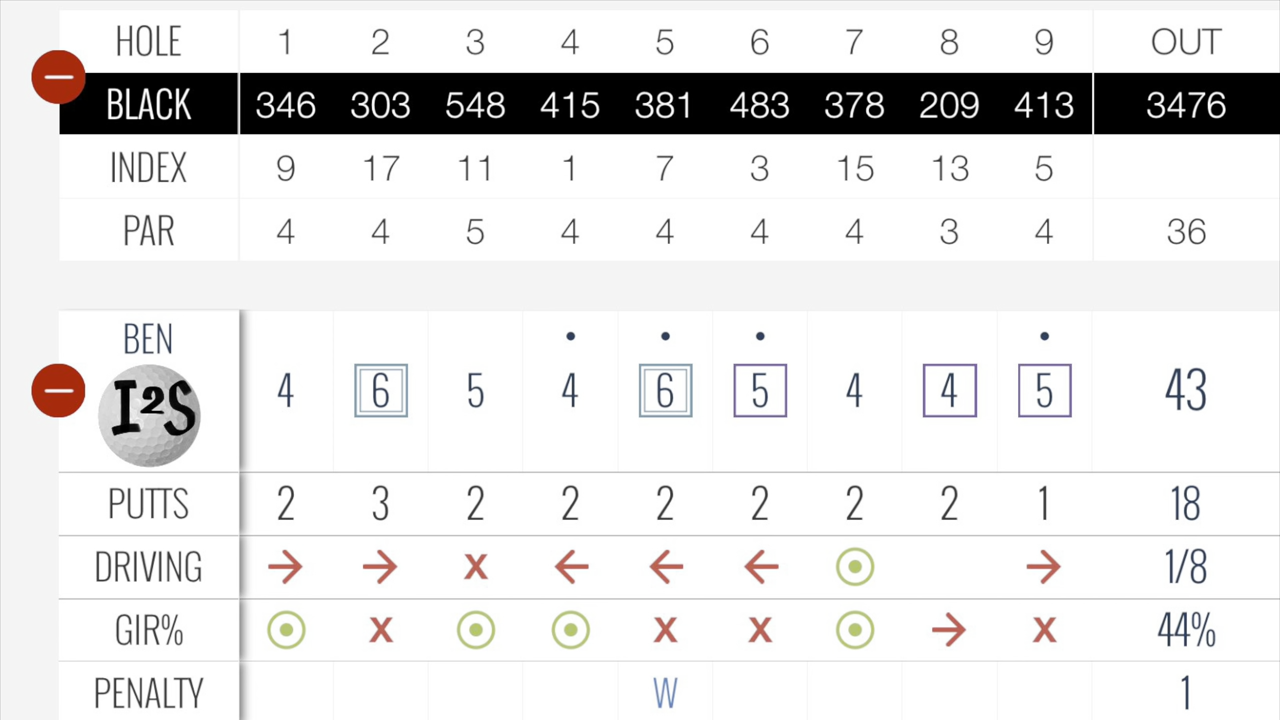 HOLE 1 2 3 4 5 6 7 8 9 OUT
BLACK 346 303 548 415 381 483 378 209 413 3476
INDEX 9 17 11 1 7 3 15 13 5
PAR 4 4 5 4 4 4 4 3 4 36
BEN
I²S
4 6 5 4 6 5 4 4 5 43
PUTTS 2 3 2 2 2 2 2 2 1 18
DRIVING → → X ← ← ← → 1/8
GIR% X X X → X 44%
PENALTY W 1